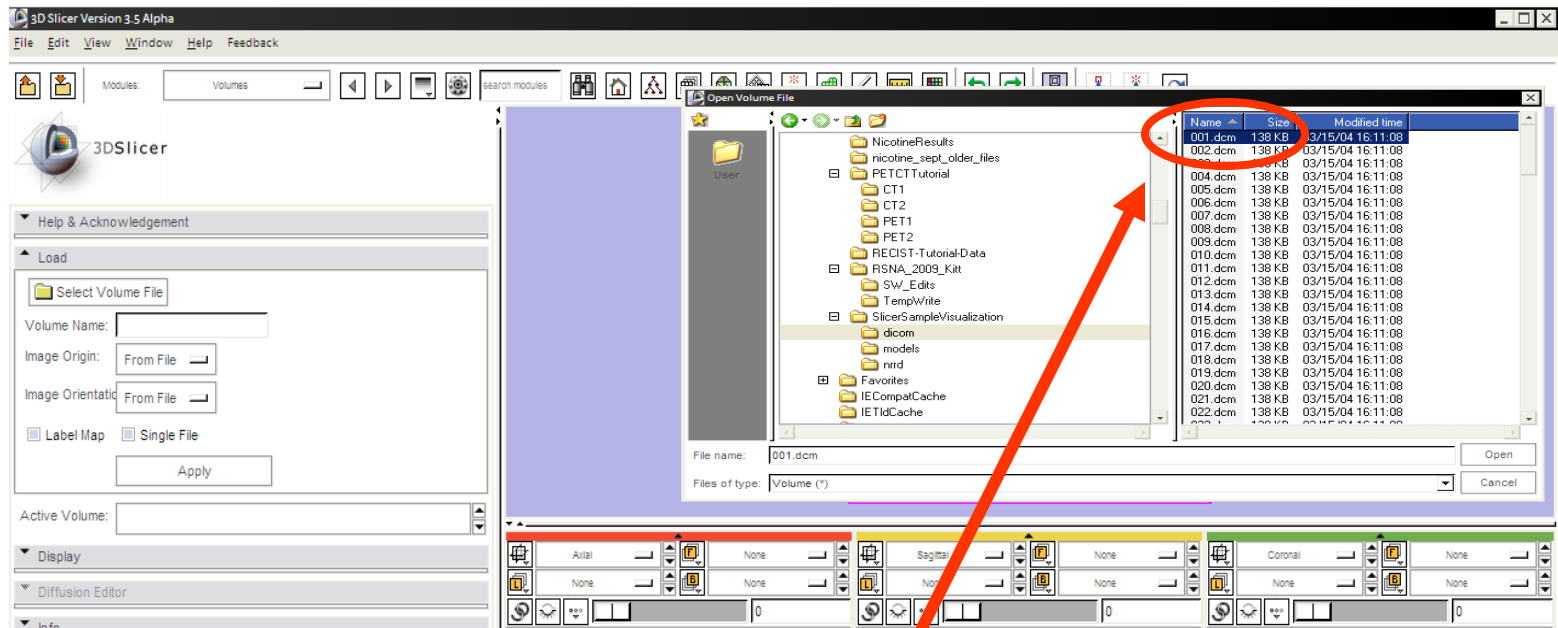 3D Slicer Version 3.5 Alpha
File Edit View Window Help Feedback
Modules: Volumes search modules
3DSlicer
Help & Acknowledgement
Load
Select Volume File
Volume Name:
Image Origin: From File
Image Orientatio From File
Label Map Single File
Apply
Active Volume:
Display
Diffusion Editor
Info
Open Volume File
User
NicotineResults
nicotine_sept_older_files
PETCTTutorial
CT1
CT2
PET1
PET2
RECIST-Tutorial-Data
RSNA_2009_Kitt
SW_Edits
TempWrite
SlicerSampleVisualization
dicom
models
nrrd
Favorites
IECompatCache
IETldCache
Name Size Modified time
001.dcm 138 KB 03/15/04 16:11:08
002.dcm 138 KB 03/15/04 16:11:08
138 KB 03/15/04 16:11:08
004.dcm 138 KB 03/15/04 16:11:08
005.dcm 138 KB 03/15/04 16:11:08
006.dcm 138 KB 03/15/04 16:11:08
007.dcm 138 KB 03/15/04 16:11:08
008.dcm 138 KB 03/15/04 16:11:08
009.dcm 138 KB 03/15/04 16:11:08
010.dcm 138 KB 03/15/04 16:11:08
011.dcm 138 KB 03/15/04 16:11:08
012.dcm 138 KB 03/15/04 16:11:08
013.dcm 138 KB 03/15/04 16:11:08
014.dcm 138 KB 03/15/04 16:11:08
015.dcm 138 KB 03/15/04 16:11:08
016.dcm 138 KB 03/15/04 16:11:08
017.dcm 138 KB 03/15/04 16:11:08
018.dcm 138 KB 03/15/04 16:11:08
019.dcm 138 KB 03/15/04 16:11:08
020.dcm 138 KB 03/15/04 16:11:08
021.dcm 138 KB 03/15/04 16:11:08
022.dcm 138 KB 03/15/04 16:11:08
File name: 001.dcm Open
Files of type: Volume (*) Cancel
Axial F None Sagittal F None Coronal F None
L None B None L None B None L None B None
0 0 0